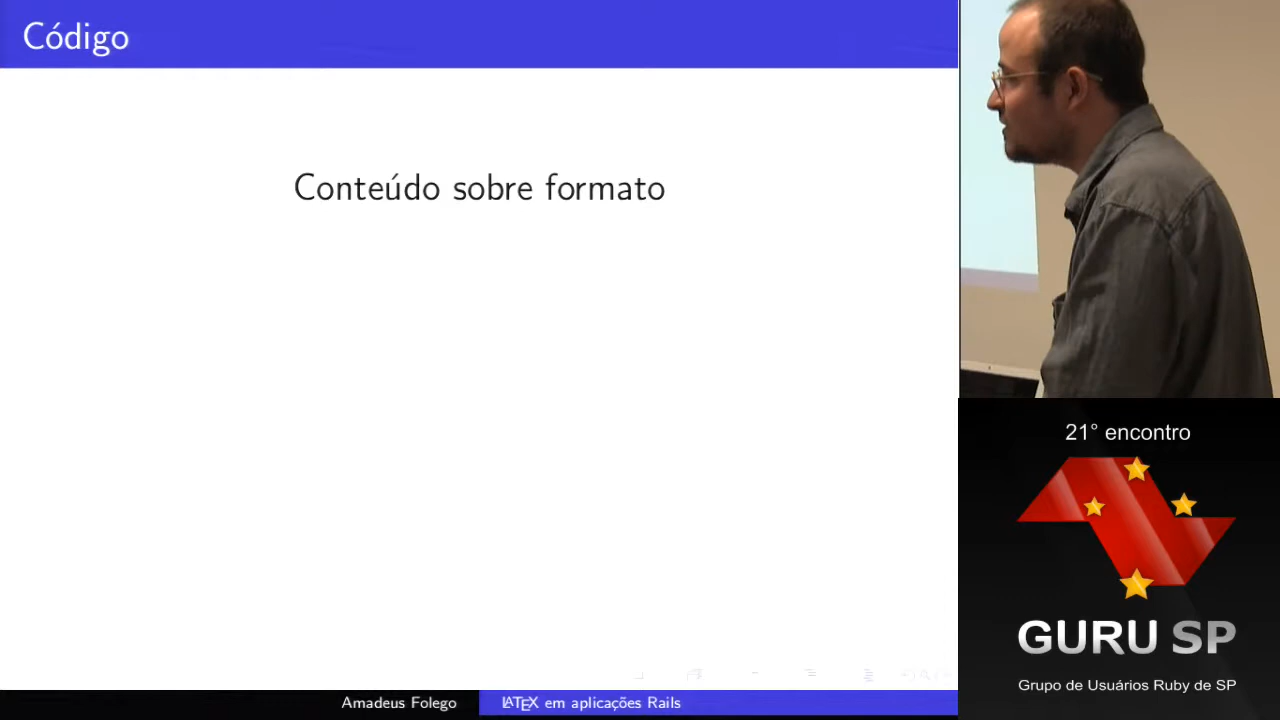 Código
Conteúdo sobre formato
Amadeus Folego
LATEX em aplicações Rails
21° encontro
GURU SP
Grupo de Usuários Ruby de SP